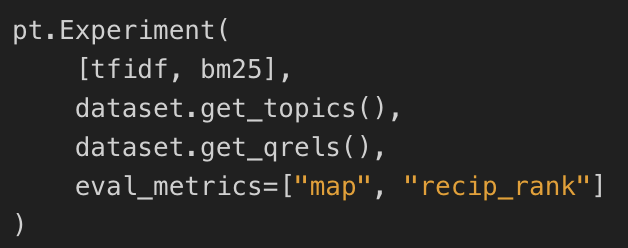 pt.Experiment(
    [tfidf, bm25],
    dataset.get_topics(),
    dataset.get_qrels(),
    eval_metrics=["map", "recip_rank"]
)